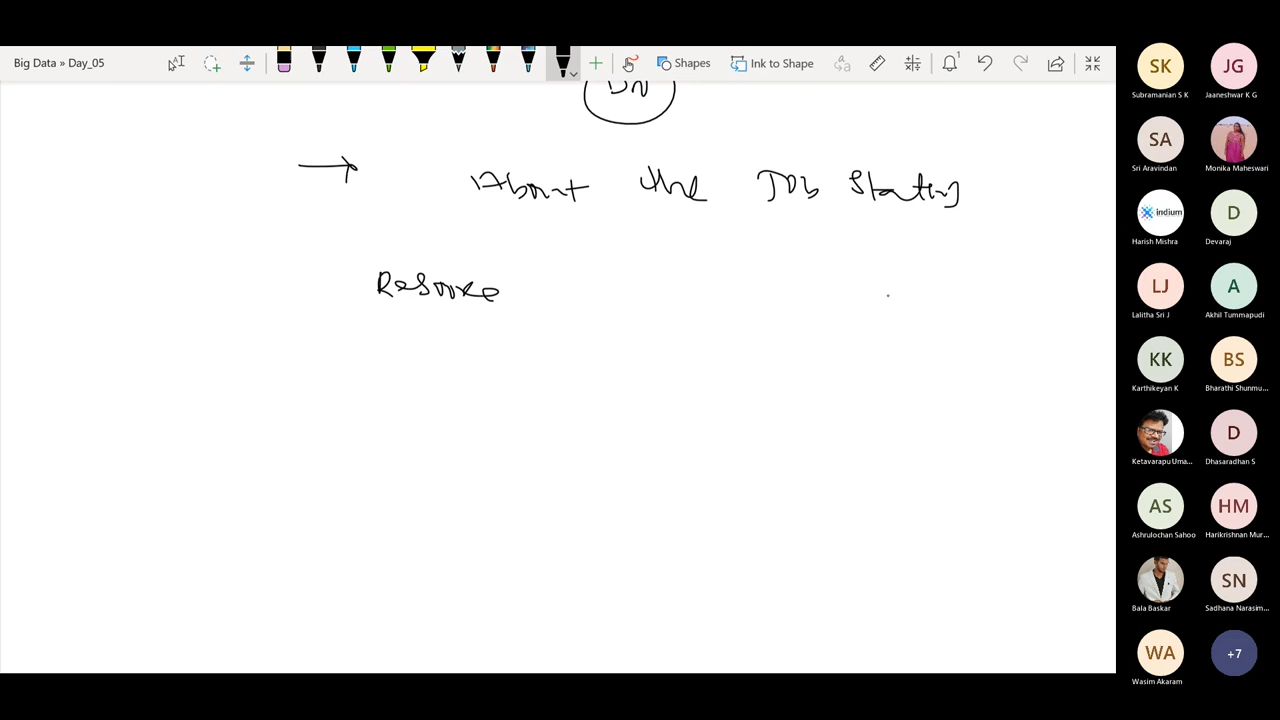 Big Data » Day_05
Shapes
Ink to Shape
1
DN
→ About the Job Starting
Resource
SK
JG
Subramanian S K
Jaaneshwar K G
SA
Sri Aravindan
Monika Maheswari
indium
D
Harish Mishra
Devaraj
LJ
A
Lalitha Sri J
Akhil Tummapudi
KK
BS
Karthikeyan K
Bharathi Shunmu...
D
Ketavarapu Uma...
Dhasaradhan S
AS
HM
Ashrulochan Sahoo
Harikrishnan Mur...
SN
Bala Baskar
Sadhana Narasim...
WA
+7
Wasim Akaram